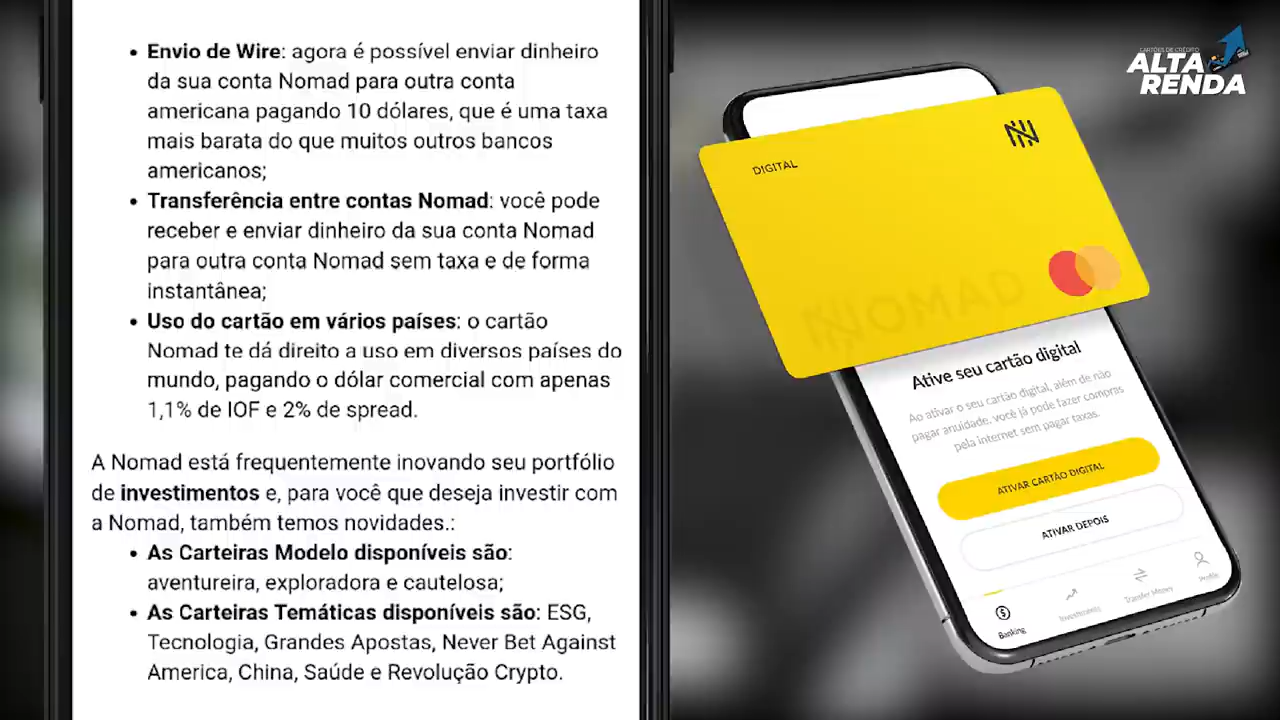 • Envio de Wire: agora é possível enviar dinheiro
da sua conta Nomad para outra conta
americana pagando 10 dólares, que é uma taxa
mais barata do que muitos outros bancos
americanos;
• Transferência entre contas Nomad: você pode
receber e enviar dinheiro da sua conta Nomad
para outra conta Nomad sem taxa e de forma
instantânea;
• Uso do cartão em vários países: o cartão
Nomad te dá direito a uso em diversos países do
mundo, pagando o dólar comercial com apenas
1,1% de IOF e 2% de spread.
A Nomad está frequentemente inovando seu portfólio
de investimentos e, para você que deseja investir com
a Nomad, também temos novidades.:
• As Carteiras Modelo disponíveis são:
aventureira, exploradora e cautelosa;
• As Carteiras Temáticas disponíveis são: ESG,
Tecnologia, Grandes Apostas, Never Bet Against
America, China, Saúde e Revolução Crypto.
CARTÕES DE CRÉDITO
ALTA
RENDA
DIGITAL
NOMAD
Ative seu cartão digital
Ao ativar o seu cartão digital, além de não
pagar anuidade, você já pode fazer compras
pela internet sem pagar taxas.
ATIVAR CARTÃO DIGITAL
ATIVAR DEPOIS
Banking
Investments
Transfer Money
Profile